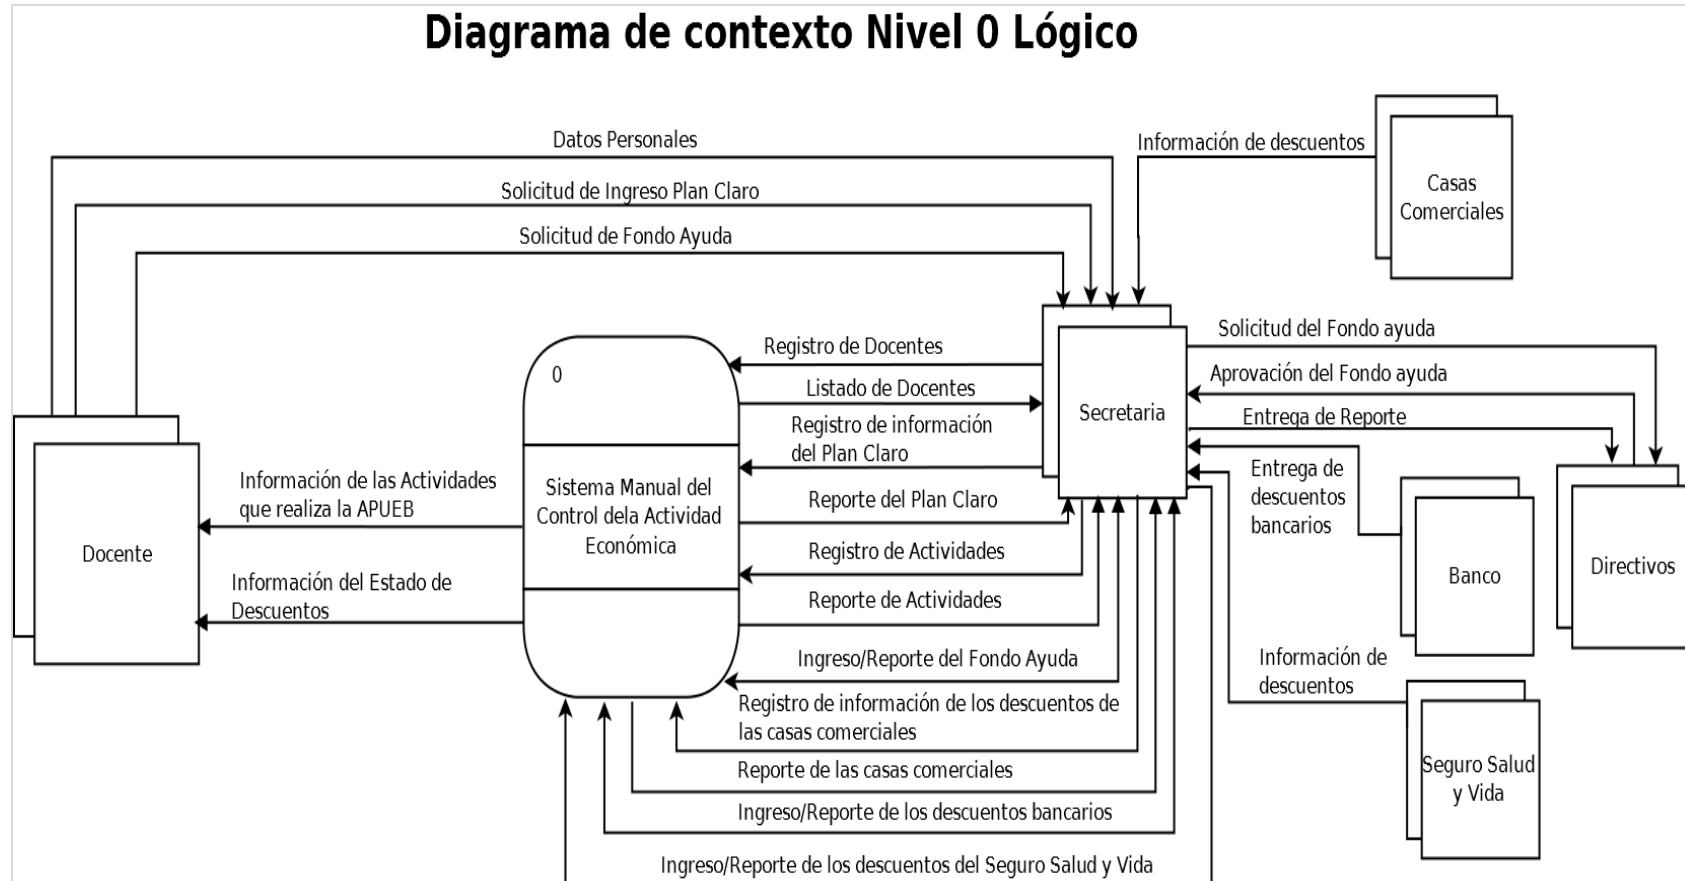 Diagrama de contexto Nivel 0 Lógico
Datos Personales
Información de descuentos
Casas
Comerciales
Solicitud de Ingreso Plan Claro
Solicitud de Fondo Ayuda
Registro de Docentes
Solicitud del Fondo ayuda
0
Listado de Docentes
Aprovación del Fondo ayuda
Secretaria
Entrega de Reporte
Registro de información
del Plan Claro
Entrega de
descuentos
bancarios
Información de las Actividades
que realiza la APUEB
Sistema Manual del
Control dela Actividad
Económica
Reporte del Plan Claro
Docente
Registro de Actividades
Banco
Directivos
Información del Estado de
Descuentos
Reporte de Actividades
Ingreso/Reporte del Fondo Ayuda
Información de
descuentos
Registro de información de los descuentos de
las casas comerciales
Reporte de las casas comerciales
Seguro Salud
y Vida
Ingreso/Reporte de los descuentos bancarios
Ingreso/Reporte de los descuentos del Seguro Salud y Vida